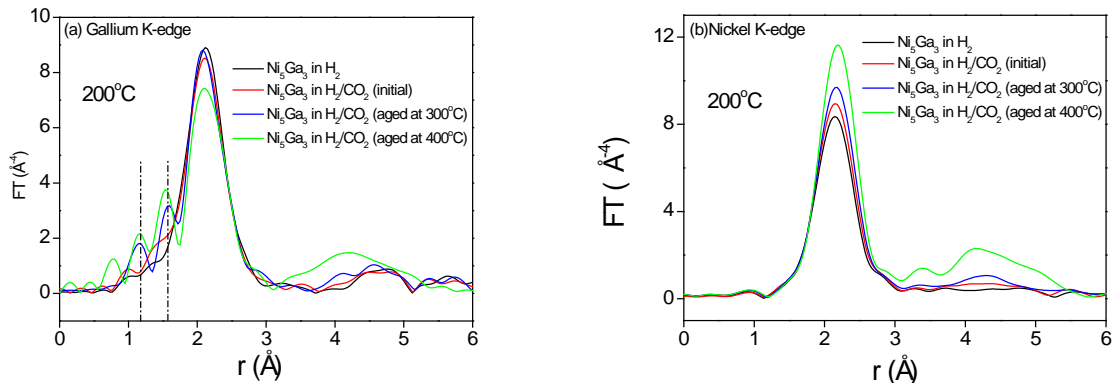 (a) Gallium K-edge
200°C
Ni₅Ga₃ in H₂
Ni₅Ga₃ in H₂/CO₂ (initial)
Ni₅Ga₃ in H₂/CO₂ (aged at 300°C)
Ni₅Ga₃ in H₂/CO₂ (aged at 400°C)
FT (Å⁻⁴)
10
8
6
4
2
0
0 1 2 3 4 5 6
r (Å)
(b)Nickel K-edge
200°C
Ni₅Ga₃ in H₂
Ni₅Ga₃ in H₂/CO₂ (initial)
Ni₅Ga₃ in H₂/CO₂ (aged at 300°C)
Ni₅Ga₃ in H₂/CO₂ (aged at 400°C)
FT ( Å⁻⁴)
12
8
4
0
0 1 2 3 4 5 6
r (Å)